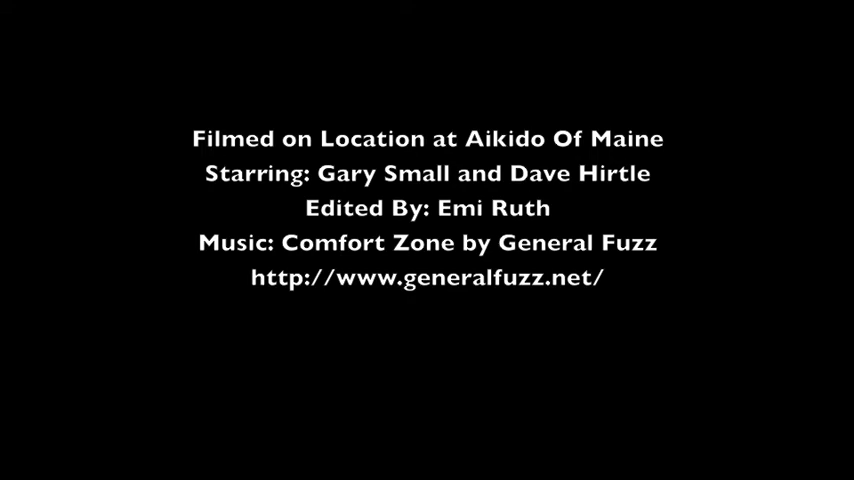 Filmed on Location at Aikido Of Maine
Starring: Gary Small and Dave Hirtle
Edited By: Emi Ruth
Music: Comfort Zone by General Fuzz
http://www.generalfuzz.net/